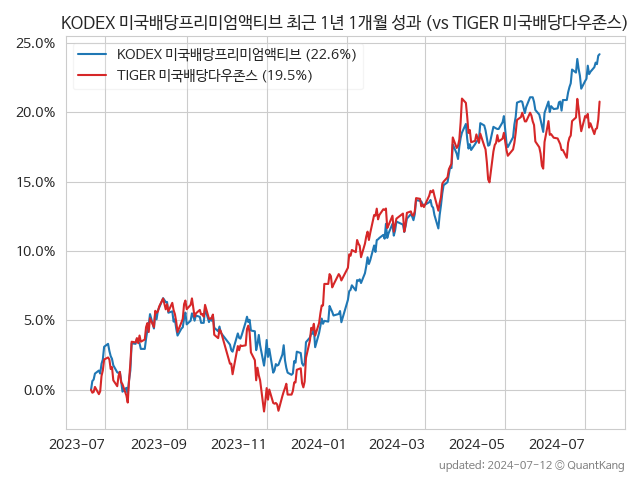 KODEX 미국배당프리미엄액티브 최근 1년 1개월 성과 (vs TIGER 미국배당다우존스)
25.0%
KODEX 미국배당프리미엄액티브 (22.6%)
TIGER 미국배당다우존스 (19.5%)
20.0%
15.0%
10.0%
5.0%
0.0%
2023-07 2023-09 2023-11 2024-01 2024-03 2024-05 2024-07
updated: 2024-07-12 © QuantKang